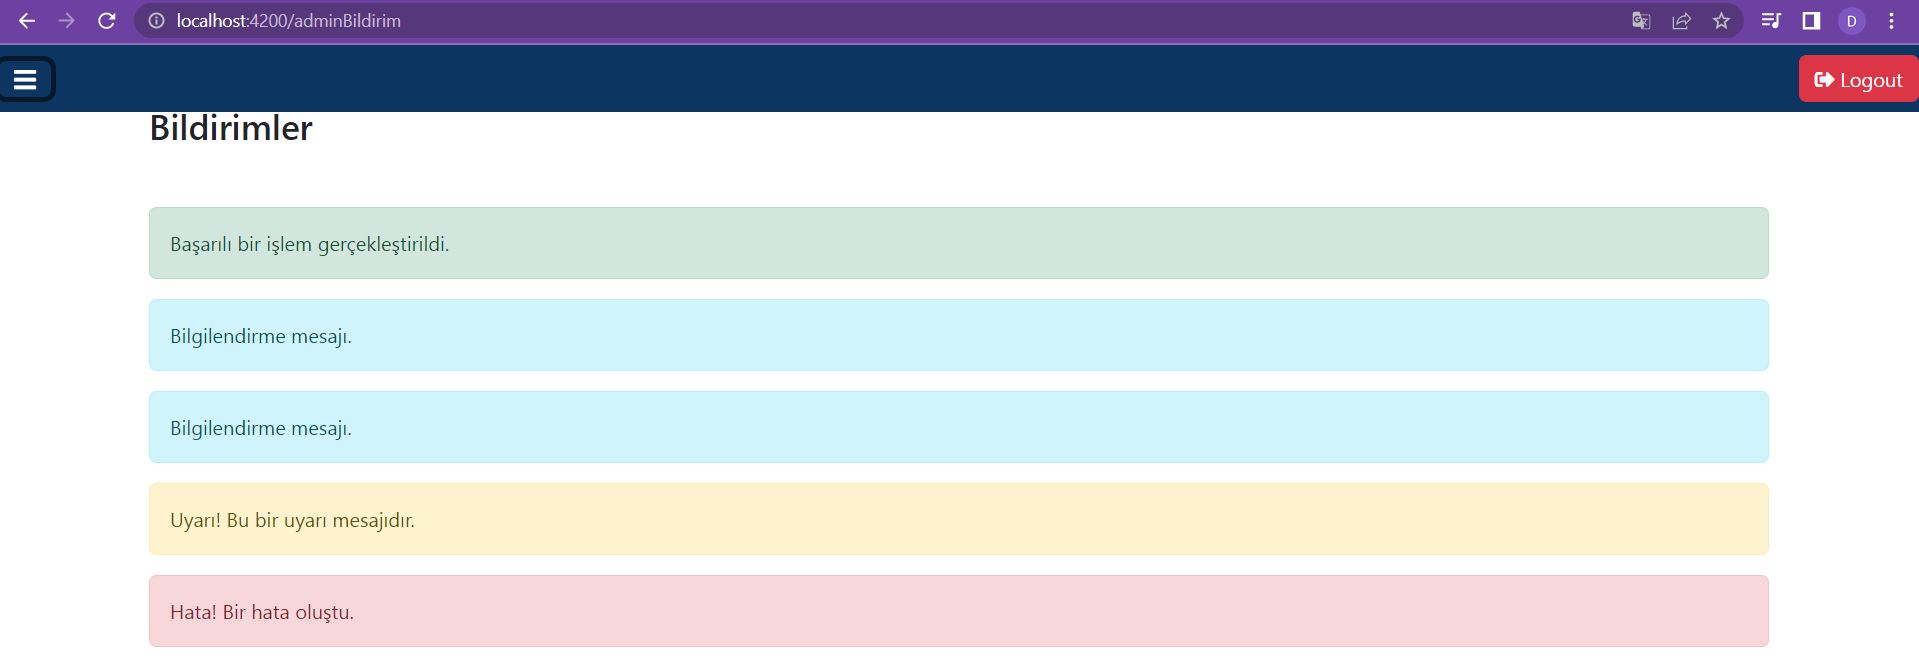 localhost:4200/adminBildirim
D
Logout
Bildirimler
Başarılı bir işlem gerçekleştirildi.
Bilgilendirme mesajı.
Bilgilendirme mesajı.
Uyarı! Bu bir uyarı mesajıdır.
Hata! Bir hata oluştu.